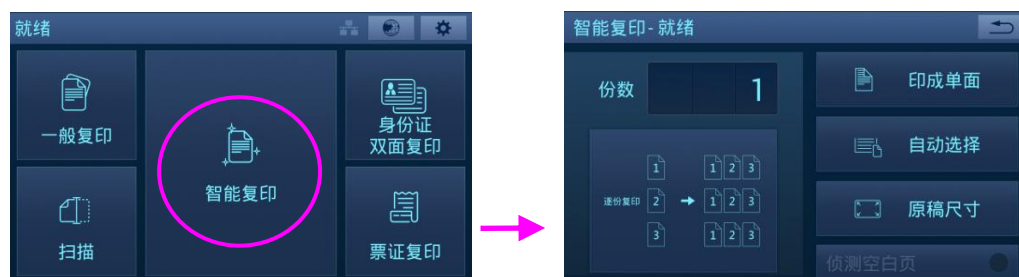 就绪
一般复印
智能复印
身份证
双面复印
扫描
票证复印
智能复印-就绪
份数
1
印成单面
自动选择
原稿尺寸
侦测空白页
逐份复印
1
1 2 3
2
1 2 3
3
1 2 3